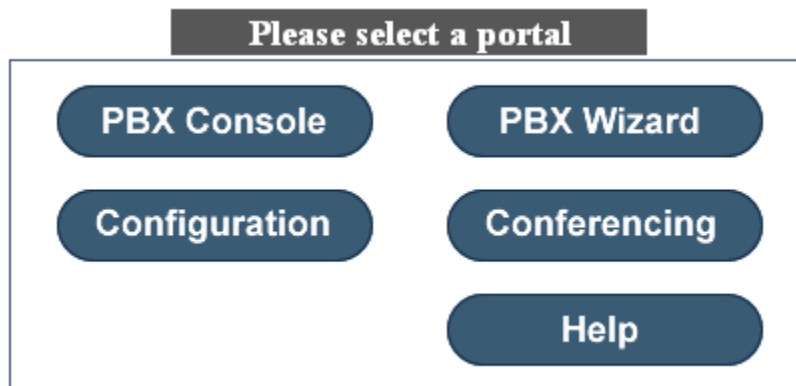 Please select a portal
PBX Console
PBX Wizard
Configuration
Conferencing
Help